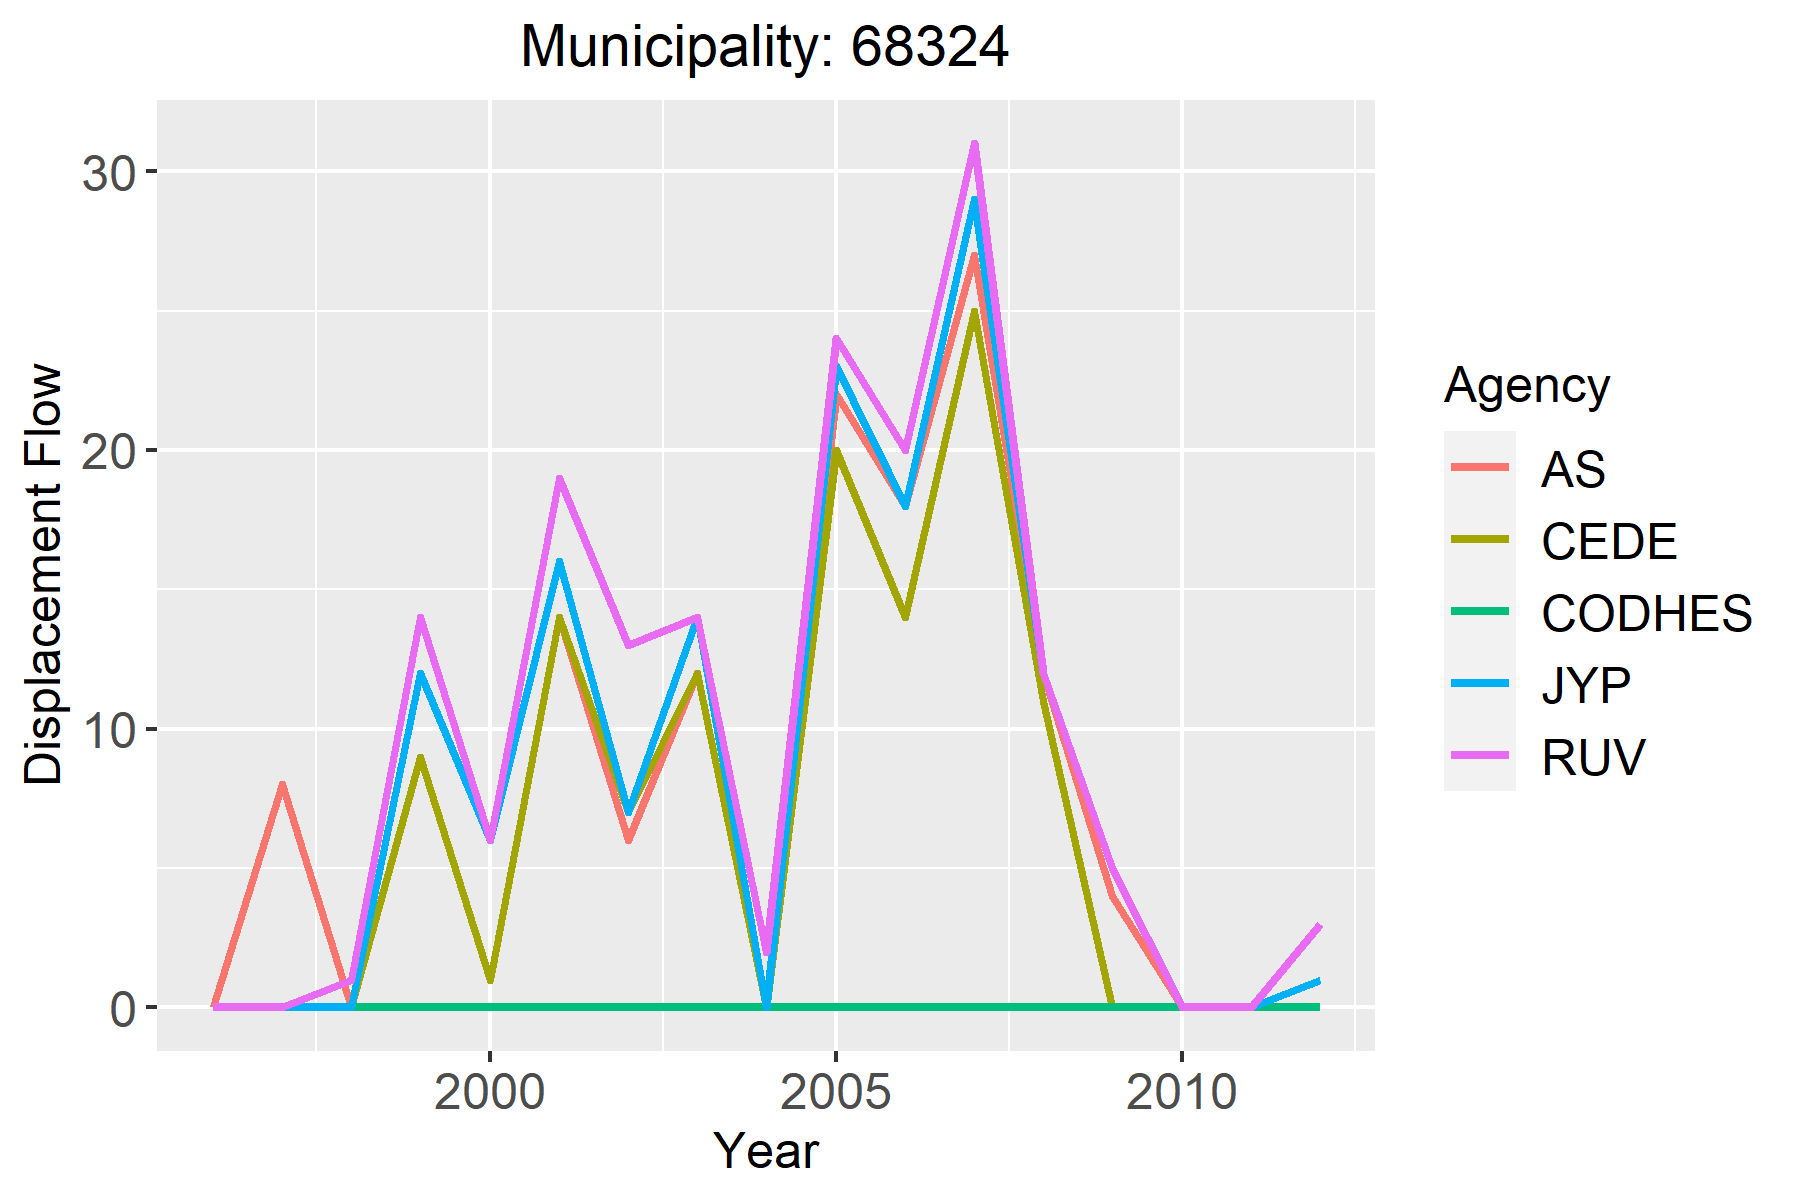 Municipality: 68324
Displacement Flow
30
20
10
0
2000 2005 2010
Year
Agency
AS
CEDE
CODHES
JYP
RUV